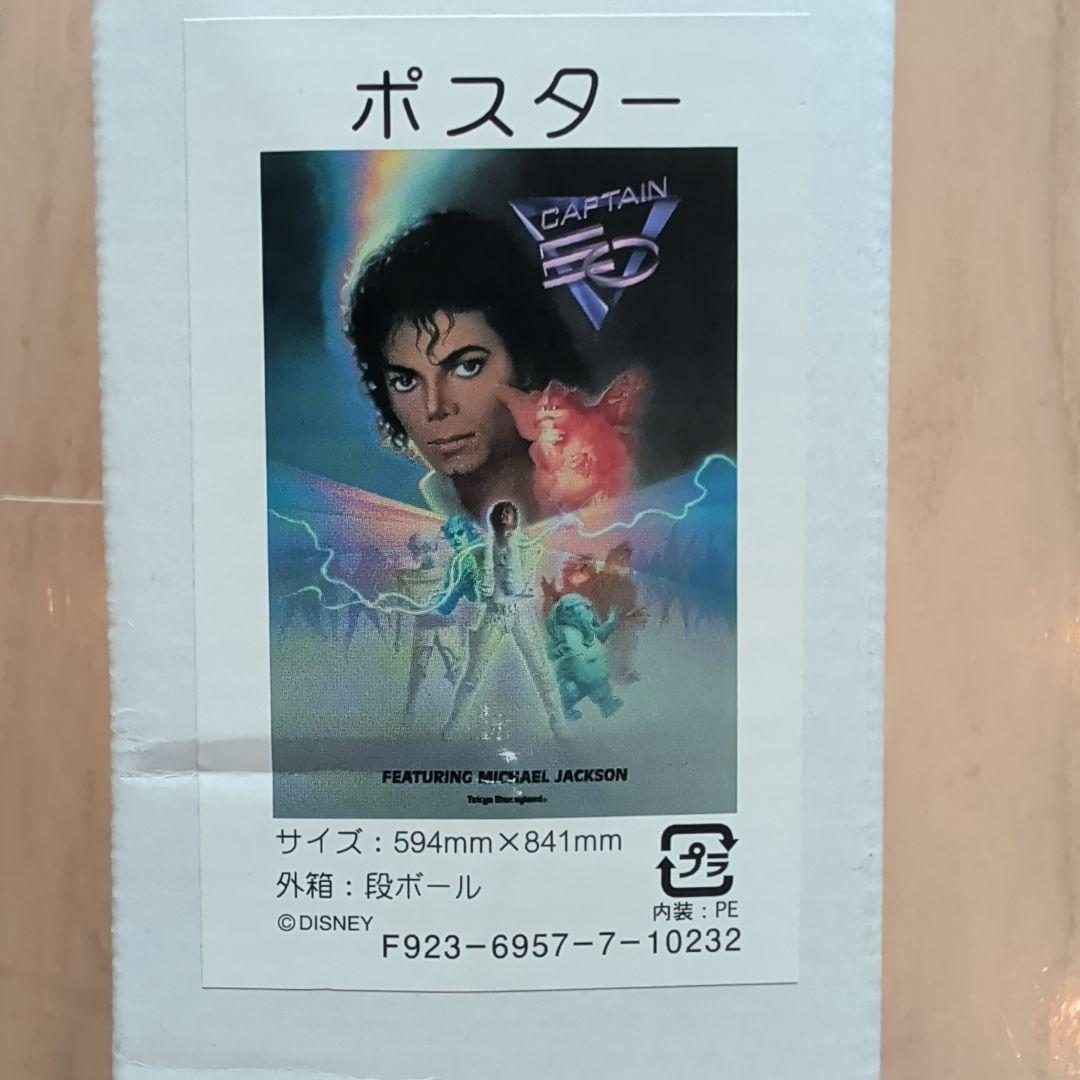 ポスター
CAPTAIN
EO
FEATURING MICHAEL JACKSON
Tokyo Disneyland
サイズ：594mm×841mm
プラ
外箱：段ボール
内装：PE
©DISNEY
F923-6957-7-10232